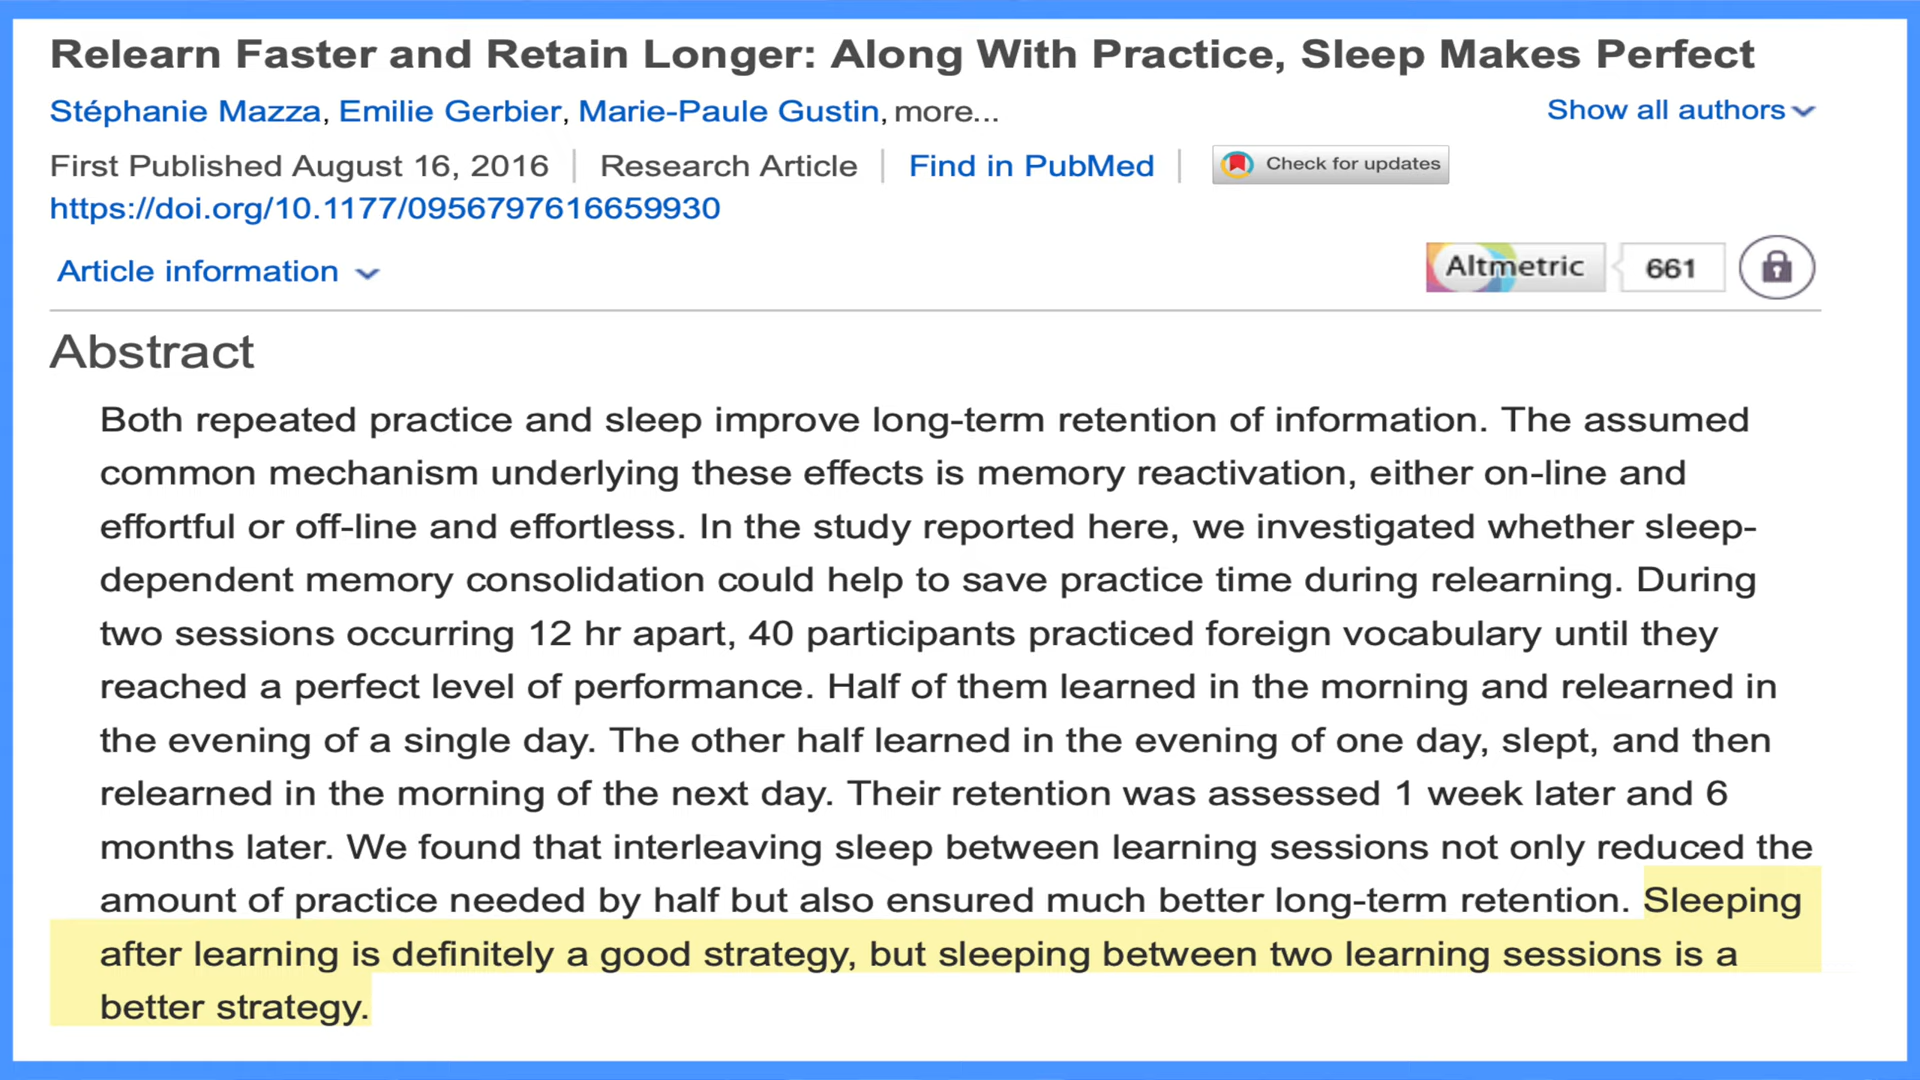 Relearn Faster and Retain Longer: Along With Practice, Sleep Makes Perfect
Stéphanie Mazza, Emilie Gerbier, Marie-Paule Gustin, more... Show all authors
First Published August 16, 2016 | Research Article | Find in PubMed | Check for updates
https://doi.org/10.1177/0956797616659930
Article information Altmetric 661
Abstract
Both repeated practice and sleep improve long-term retention of information. The assumed
common mechanism underlying these effects is memory reactivation, either on-line and
effortful or off-line and effortless. In the study reported here, we investigated whether sleep-
dependent memory consolidation could help to save practice time during relearning. During
two sessions occurring 12 hr apart, 40 participants practiced foreign vocabulary until they
reached a perfect level of performance. Half of them learned in the morning and relearned in
the evening of a single day. The other half learned in the evening of one day, slept, and then
relearned in the morning of the next day. Their retention was assessed 1 week later and 6
months later. We found that interleaving sleep between learning sessions not only reduced the
amount of practice needed by half but also ensured much better long-term retention. Sleeping
after learning is definitely a good strategy, but sleeping between two learning sessions is a
better strategy.